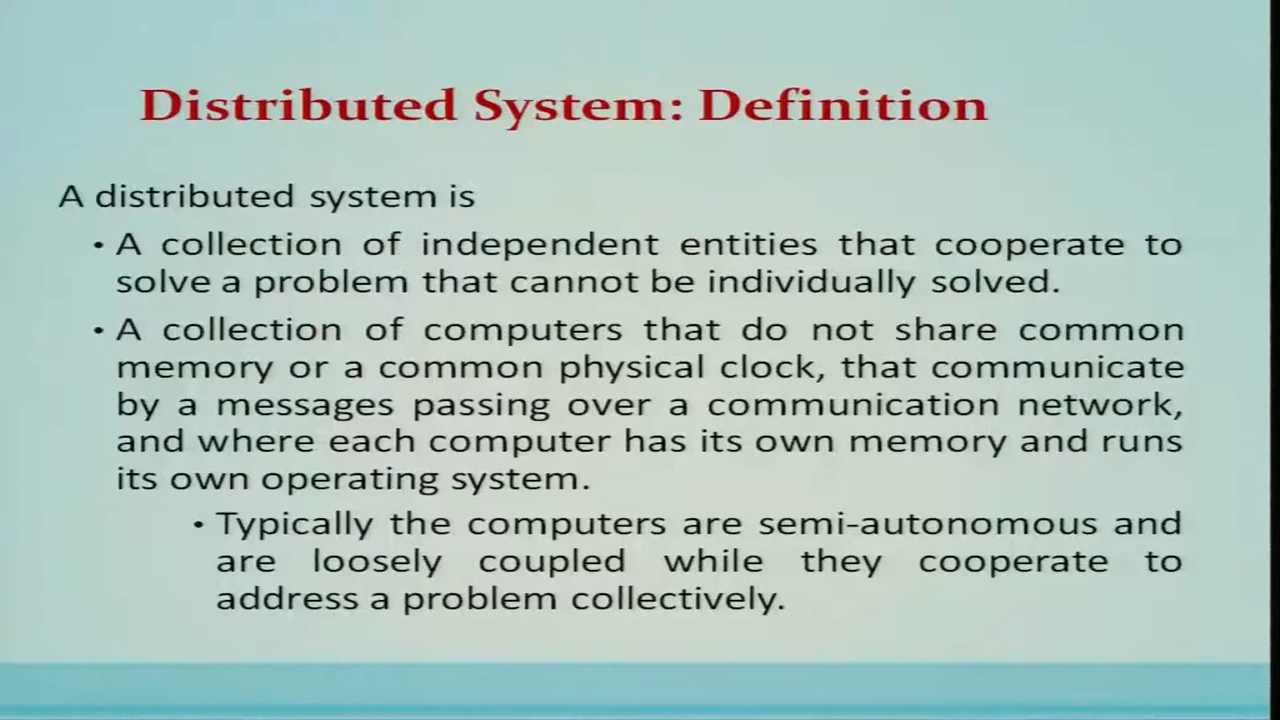 Distributed System: Definition
A distributed system is
• A collection of independent entities that cooperate to
solve a problem that cannot be individually solved.
• A collection of computers that do not share common
memory or a common physical clock, that communicate
by a messages passing over a communication network,
and where each computer has its own memory and runs
its own operating system.
• Typically the computers are semi-autonomous and
are loosely coupled while they cooperate to
address a problem collectively.